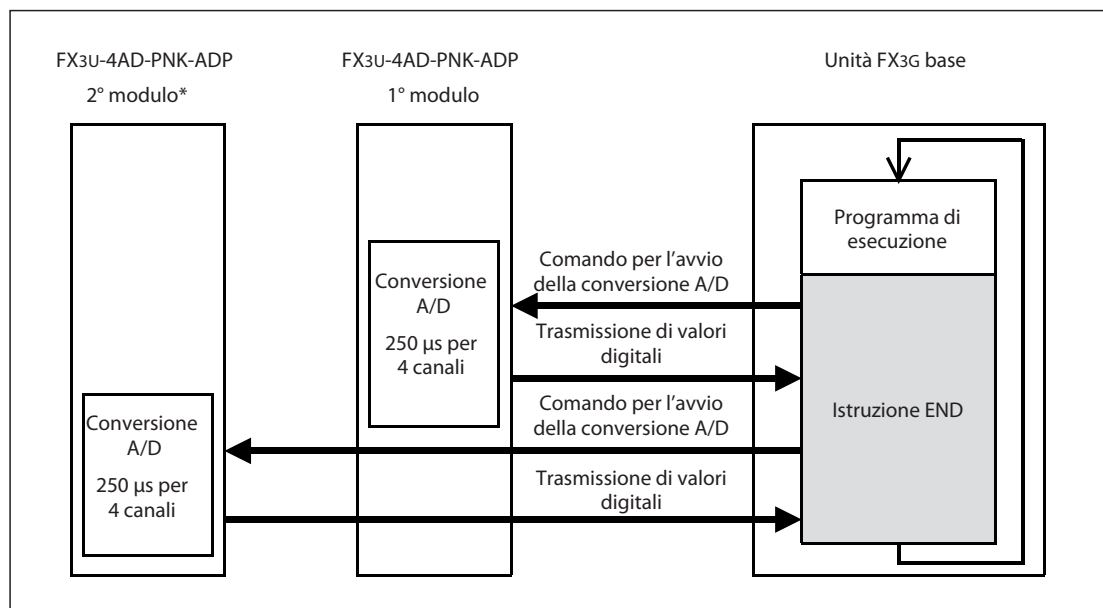 FX3U-4AD-PNK-ADP
2° modulo*
FX3U-4AD-PNK-ADP
1° modulo
Unità FX3G base
Programma di
esecuzione
Comando per l'avvio
della conversione A/D
Conversione
A/D
250 µs per
4 canali
Trasmissione di valori
digitali
Istruzione END
Comando per l'avvio
della conversione A/D
Conversione
A/D
250 µs per
4 canali
Trasmissione di valori
digitali